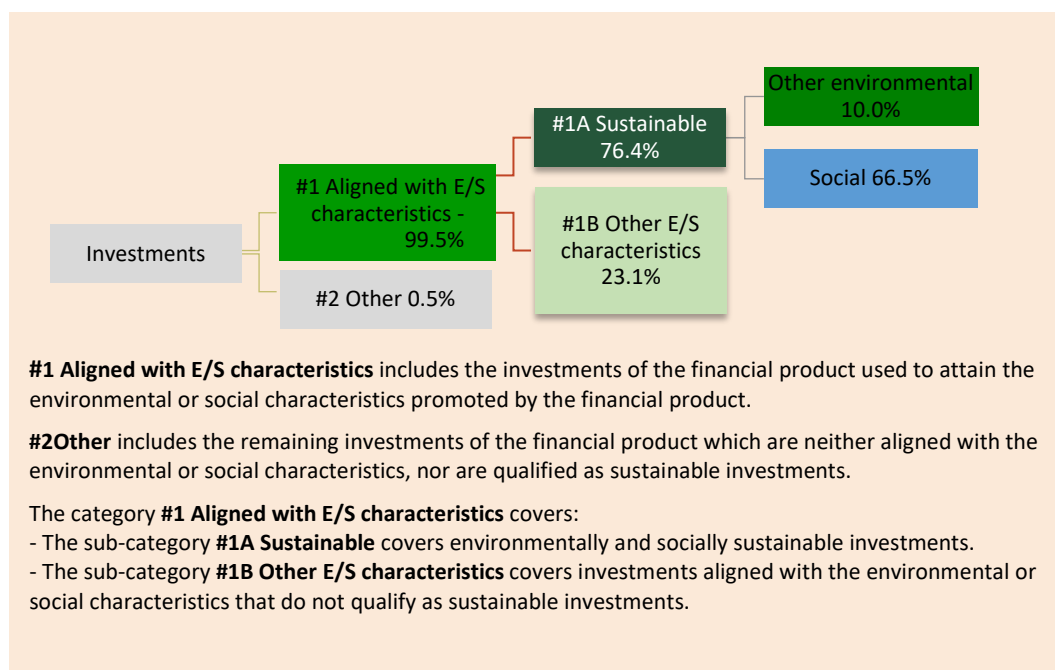 Other environmental
10.0%
#1A Sustainable
76.4%
Social 66.5%
#1 Aligned with E/S
characteristics -
99.5%
#1B Other E/S
characteristics
23.1%
Investments
#2 Other 0.5%
#1 Aligned with E/S characteristics includes the investments of the financial product used to attain the
environmental or social characteristics promoted by the financial product.
#2Other includes the remaining investments of the financial product which are neither aligned with the
environmental or social characteristics, nor are qualified as sustainable investments.
The category #1 Aligned with E/S characteristics covers:
- The sub-category #1A Sustainable covers environmentally and socially sustainable investments.
- The sub-category #1B Other E/S characteristics covers investments aligned with the environmental or
social characteristics that do not qualify as sustainable investments.